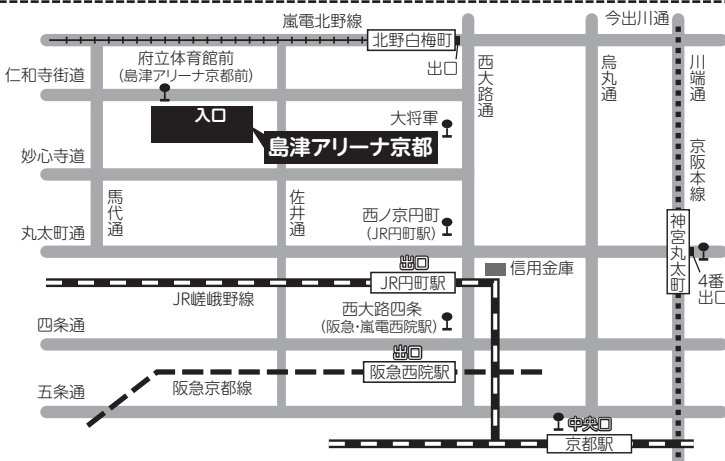 嵐電北野線
今出川通
北野白梅町
出口
仁和寺街道
府立体育館前
(島津アリーナ京都前)
西大路通
烏丸通
川端通
入口
大将軍
島津アリーナ京都
京阪本線
妙心寺道
馬代通
佐井通
西ノ京円町
(JR円町駅)
丸太町通
神宮丸太町
4番
出口
出口
JR円町駅
信用金庫
JR嵯峨野線
西大路四条
(阪急・嵐電西院駅)
四条通
出口
阪急西院駅
阪急京都線
五条通
中央口
京都駅